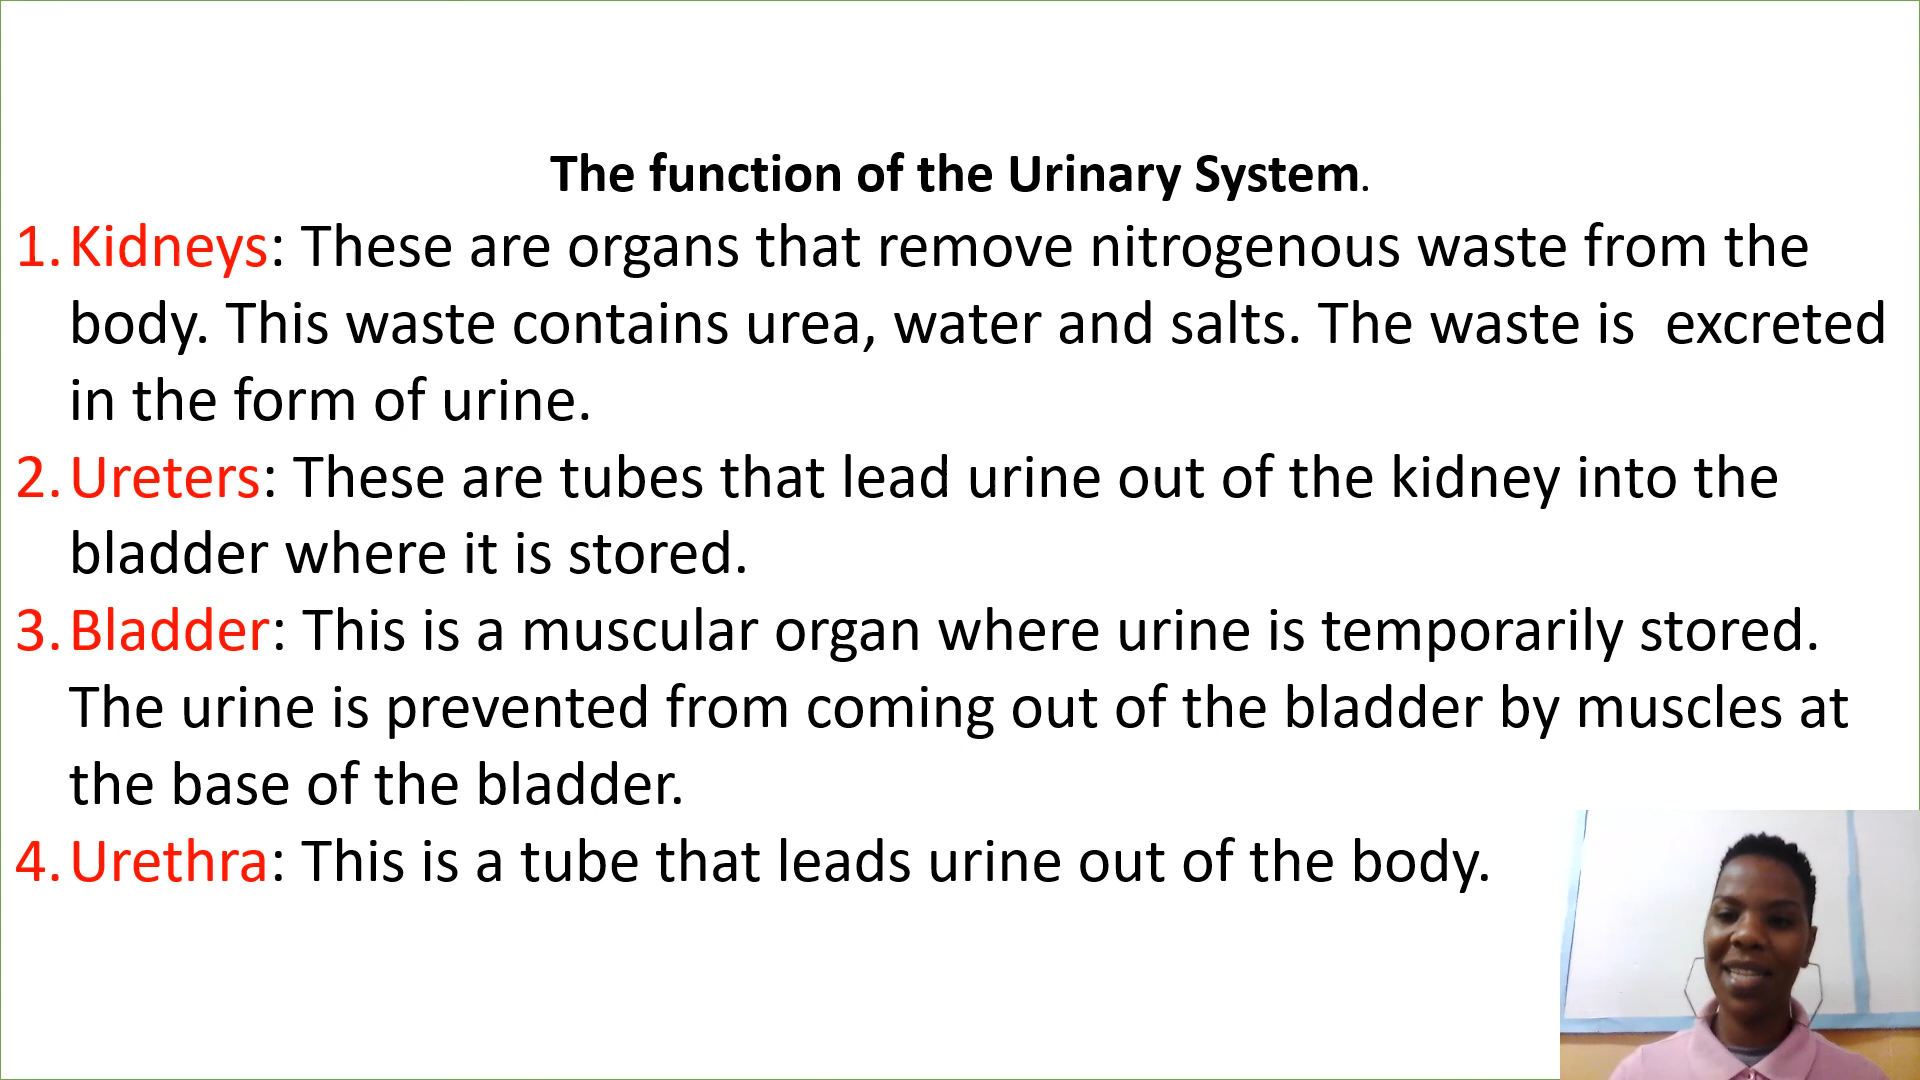 The function of the Urinary System.
1. Kidneys: These are organs that remove nitrogenous waste from the
body. This waste contains urea, water and salts. The waste is  excreted
in the form of urine.
2. Ureters: These are tubes that lead urine out of the kidney into the
bladder where it is stored.
3. Bladder: This is a muscular organ where urine is temporarily stored.
The urine is prevented from coming out of the bladder by muscles at
the base of the bladder.
4. Urethra: This is a tube that leads urine out of the body.